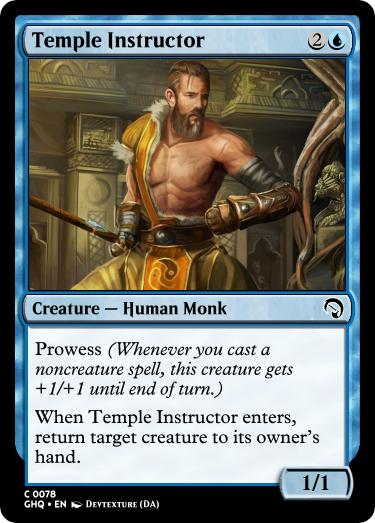 Temple Instructor 2
Creature — Human Monk
Prowess (Whenever you cast a
noncreature spell, this creature gets
+1/+1 until end of turn.)
When Temple Instructor enters,
return target creature to its owner's
hand.
1/1
C 0078
GHQ • EN Devtexture (DA)